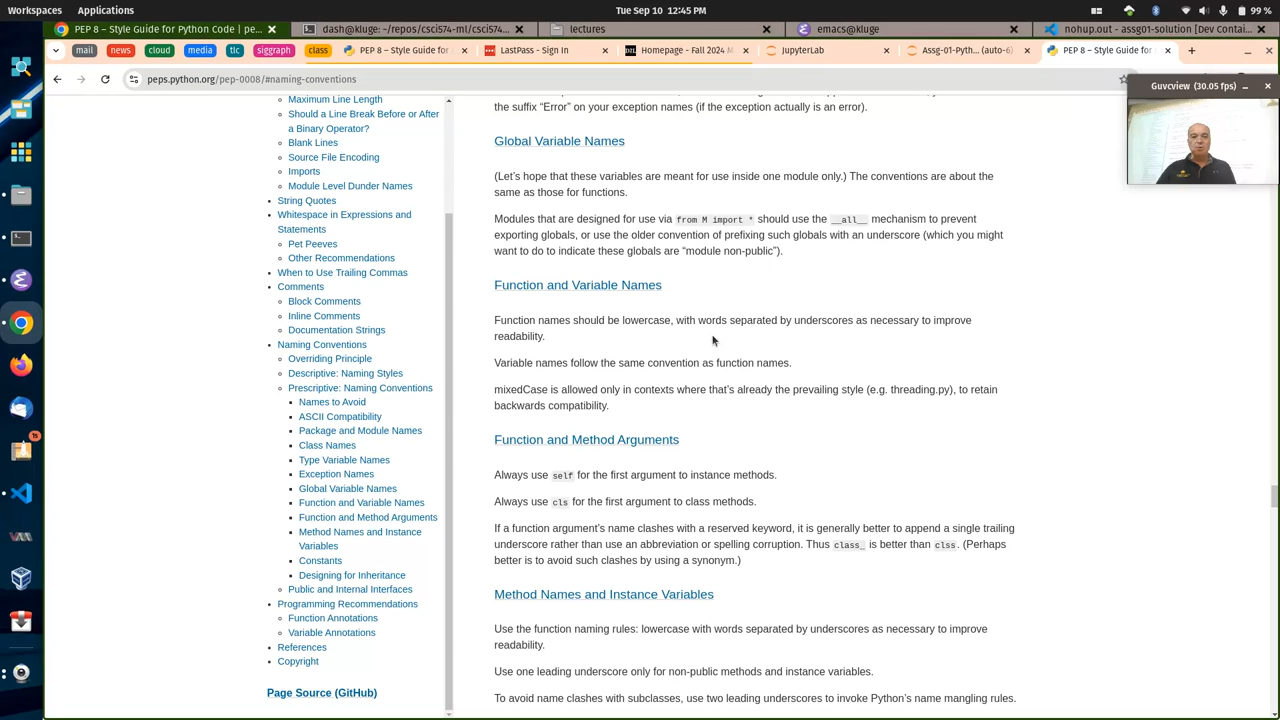 Workspaces Applications
Tue Sep 10 12:45 PM
99 %
PEP 8 – Style Guide for Python Code | pe…
dash@kluge: ~/repos/csci574-ml/csci574…
lectures
emacs@kluge
nohup.out - assg01-solution [Dev Contai…
mail
news
cloud
media
tlc
siggraph
class
PEP 8 – Style Guide for
LastPass – Sign In
Homepage - Fall 2024 M
JupyterLab
Assg-01-Pyth… (auto-6)
PEP 8 – Style Guide for
peps.python.org/pep-0008/#naming-conventions
Guvcview (30.05 fps)
Maximum Line Length
Should a Line Break Before or After
a Binary Operator?
Blank Lines
Source File Encoding
Imports
Module Level Dunder Names
String Quotes
Whitespace in Expressions and
Statements
Pet Peeves
Other Recommendations
When to Use Trailing Commas
Comments
Block Comments
Inline Comments
Documentation Strings
Naming Conventions
Overriding Principle
Descriptive: Naming Styles
Prescriptive: Naming Conventions
Names to Avoid
ASCII Compatibility
Package and Module Names
Class Names
Type Variable Names
Exception Names
Global Variable Names
Function and Variable Names
Function and Method Arguments
Method Names and Instance
Variables
Constants
Designing for Inheritance
Public and Internal Interfaces
Programming Recommendations
Function Annotations
Variable Annotations
References
Copyright
Page Source (GitHub)
the suffix “Error” on your exception names (if the exception actually is an error).
Global Variable Names
(Let’s hope that these variables are meant for use inside one module only.) The conventions are about the
same as those for functions.
Modules that are designed for use via from M import * should use the __all__ mechanism to prevent
exporting globals, or use the older convention of prefixing such globals with an underscore (which you might
want to do to indicate these globals are “module non-public”).
Function and Variable Names
Function names should be lowercase, with words separated by underscores as necessary to improve
readability.
Variable names follow the same convention as function names.
mixedCase is allowed only in contexts where that’s already the prevailing style (e.g. threading.py), to retain
backwards compatibility.
Function and Method Arguments
Always use self for the first argument to instance methods.
Always use cls for the first argument to class methods.
If a function argument’s name clashes with a reserved keyword, it is generally better to append a single trailing
underscore rather than use an abbreviation or spelling corruption. Thus class_ is better than clss. (Perhaps
better is to avoid such clashes by using a synonym.)
Method Names and Instance Variables
Use the function naming rules: lowercase with words separated by underscores as necessary to improve
readability.
Use one leading underscore only for non-public methods and instance variables.
To avoid name clashes with subclasses, use two leading underscores to invoke Python’s name mangling rules.